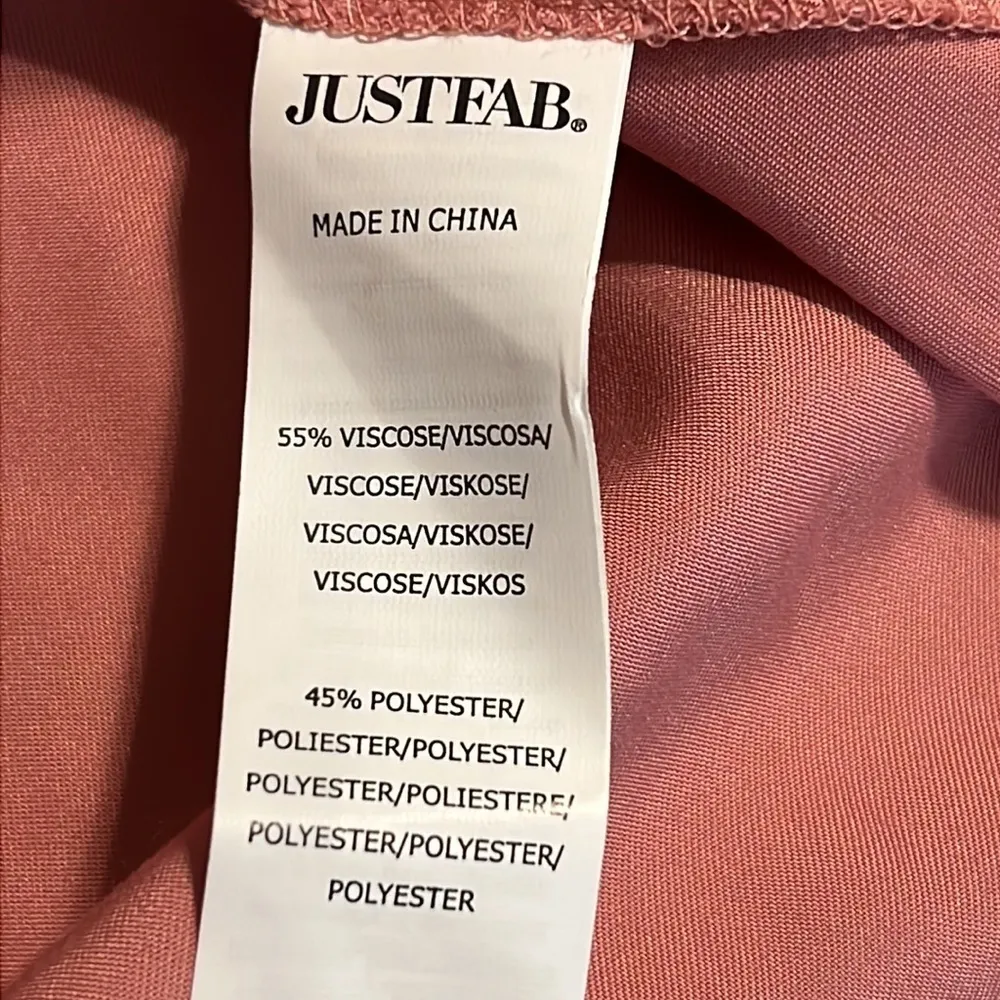 JUSTFAB®
MADE IN CHINA
55% VISCOSE/VISCOSA/
VISCOSE/VISKOSE/
VISCOSA/VISKOSE/
VISCOSE/VISKOS
45% POLYESTER/
POLIESTER/POLYESTER/
POLYESTER/POLIESTERE/
POLYESTER/POLYESTER/
POLYESTER